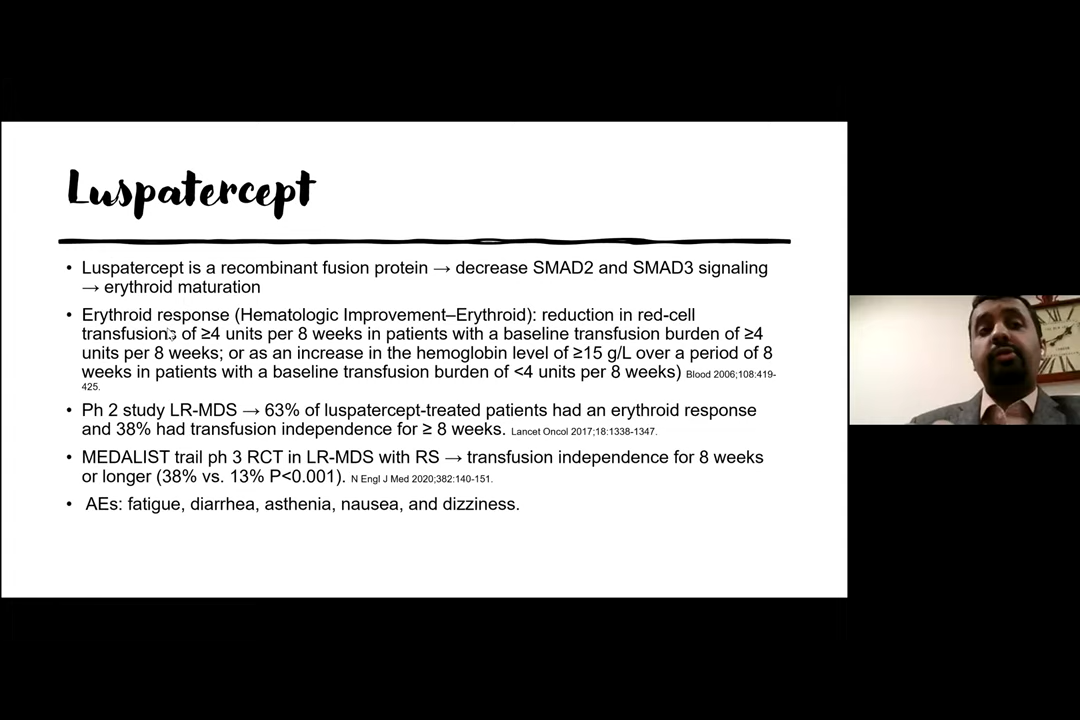 Luspatercept
• Luspatercept is a recombinant fusion protein → decrease SMAD2 and SMAD3 signaling
→ erythroid maturation
• Erythroid response (Hematologic Improvement–Erythroid): reduction in red-cell
transfusions of ≥4 units per 8 weeks in patients with a baseline transfusion burden of ≥4
units per 8 weeks; or as an increase in the hemoglobin level of ≥15 g/L over a period of 8
weeks in patients with a baseline transfusion burden of <4 units per 8 weeks) Blood 2006;108:419-
425.
• Ph 2 study LR-MDS → 63% of luspatercept-treated patients had an erythroid response
and 38% had transfusion independence for ≥ 8 weeks. Lancet Oncol 2017;18:1338-1347.
• MEDALIST trail ph 3 RCT in LR-MDS with RS → transfusion independence for 8 weeks
or longer (38% vs. 13% P<0.001). N Engl J Med 2020;382:140-151.
• AEs: fatigue, diarrhea, asthenia, nausea, and dizziness.